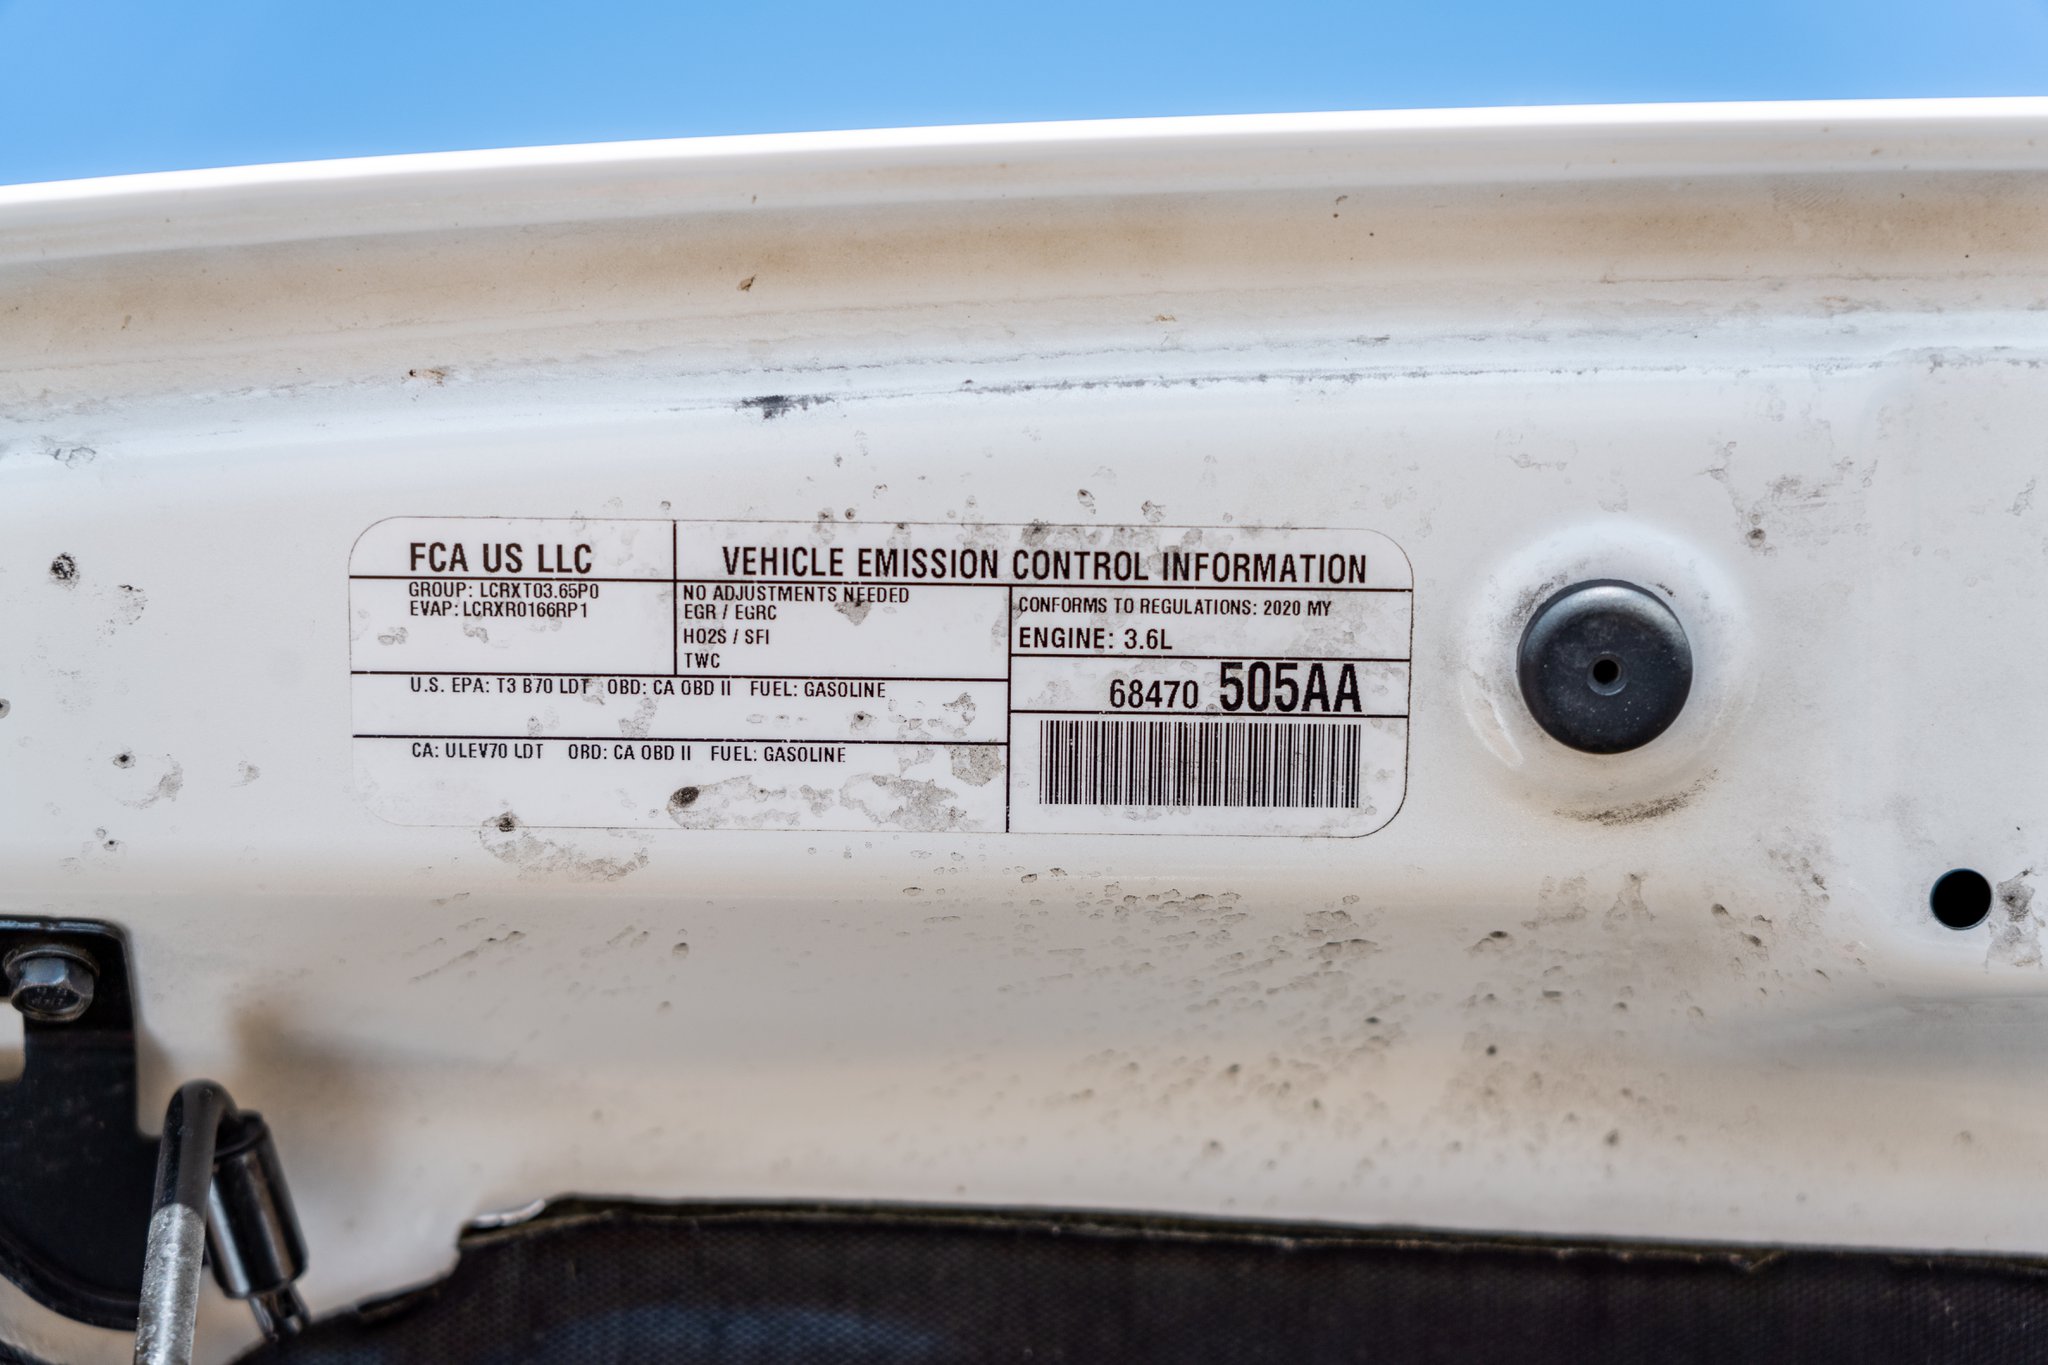 FCA US LLC
VEHICLE EMISSION CONTROL INFORMATION
GROUP: LCRXT03.65P0
EVAP: LCRXR0166RP1
NO ADJUSTMENTS NEEDED
EGR / EGRC
HO2S / SFI
TWC
CONFORMS TO REGULATIONS: 2020 MY
ENGINE: 3.6L
U.S. EPA: T3 B70 LDT OBD: CA OBD II FUEL: GASOLINE
68470 505AA
CA: ULEV70 LDT OBD: CA OBD II FUEL: GASOLINE